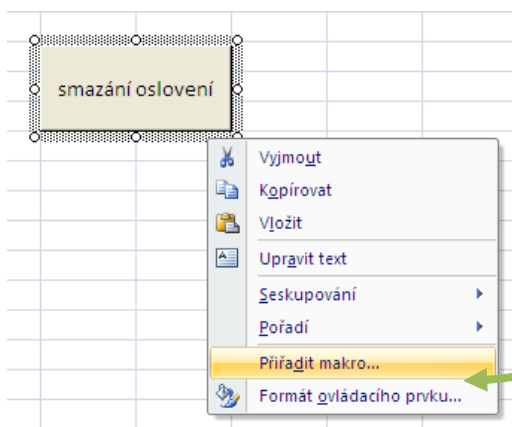 smazání oslovení
Vyjmout
Kopírovat
Vložit
Upravit text
Seskupování
Pořadí
Přiřadit makro...
Formát ovládacího prvku...